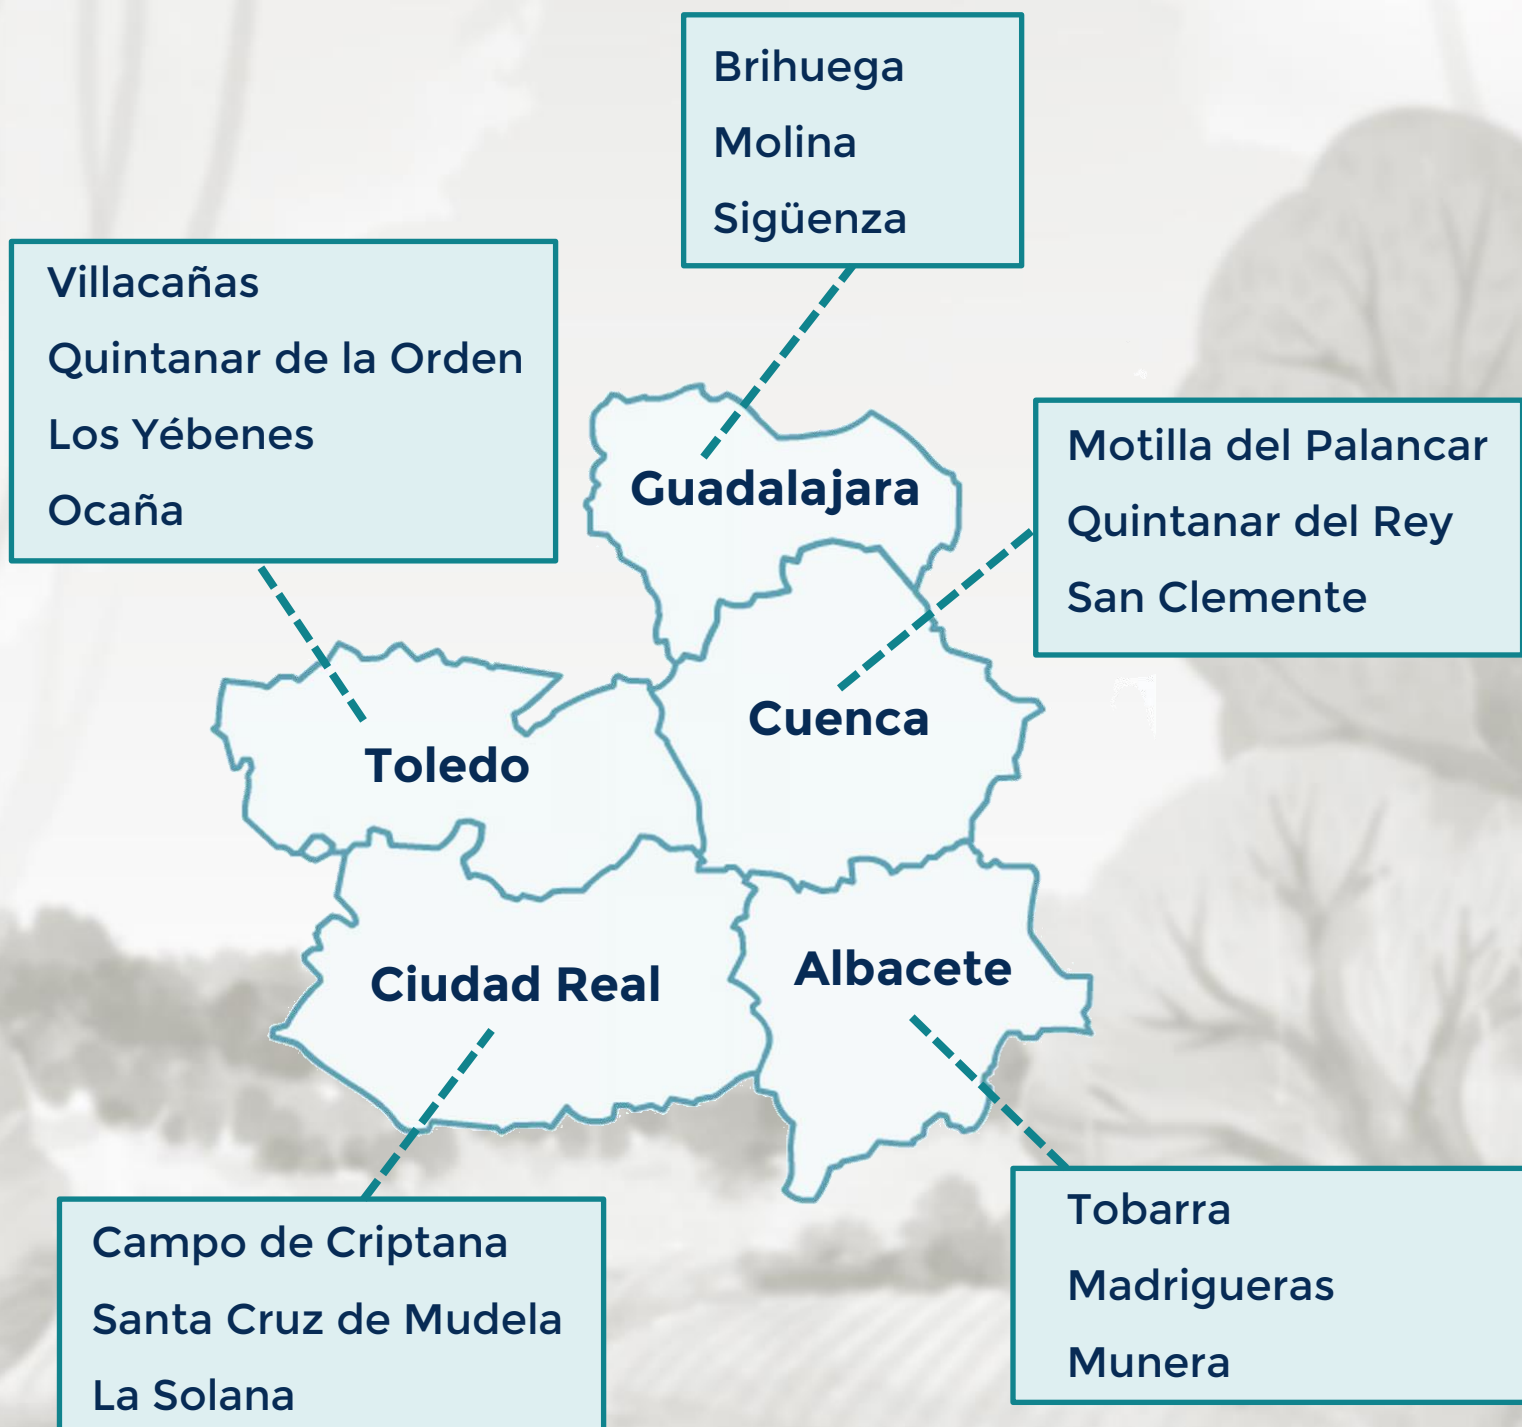 Brihuega
Molina
Sigüenza
Villacañas
Quintanar de la Orden
Los Yébenes
Ocaña
Motilla del Palancar
Quintanar del Rey
San Clemente
Guadalajara
Cuenca
Toledo
Ciudad Real
Albacete
Campo de Criptana
Santa Cruz de Mudela
La Solana
Tobarra
Madrigueras
Munera